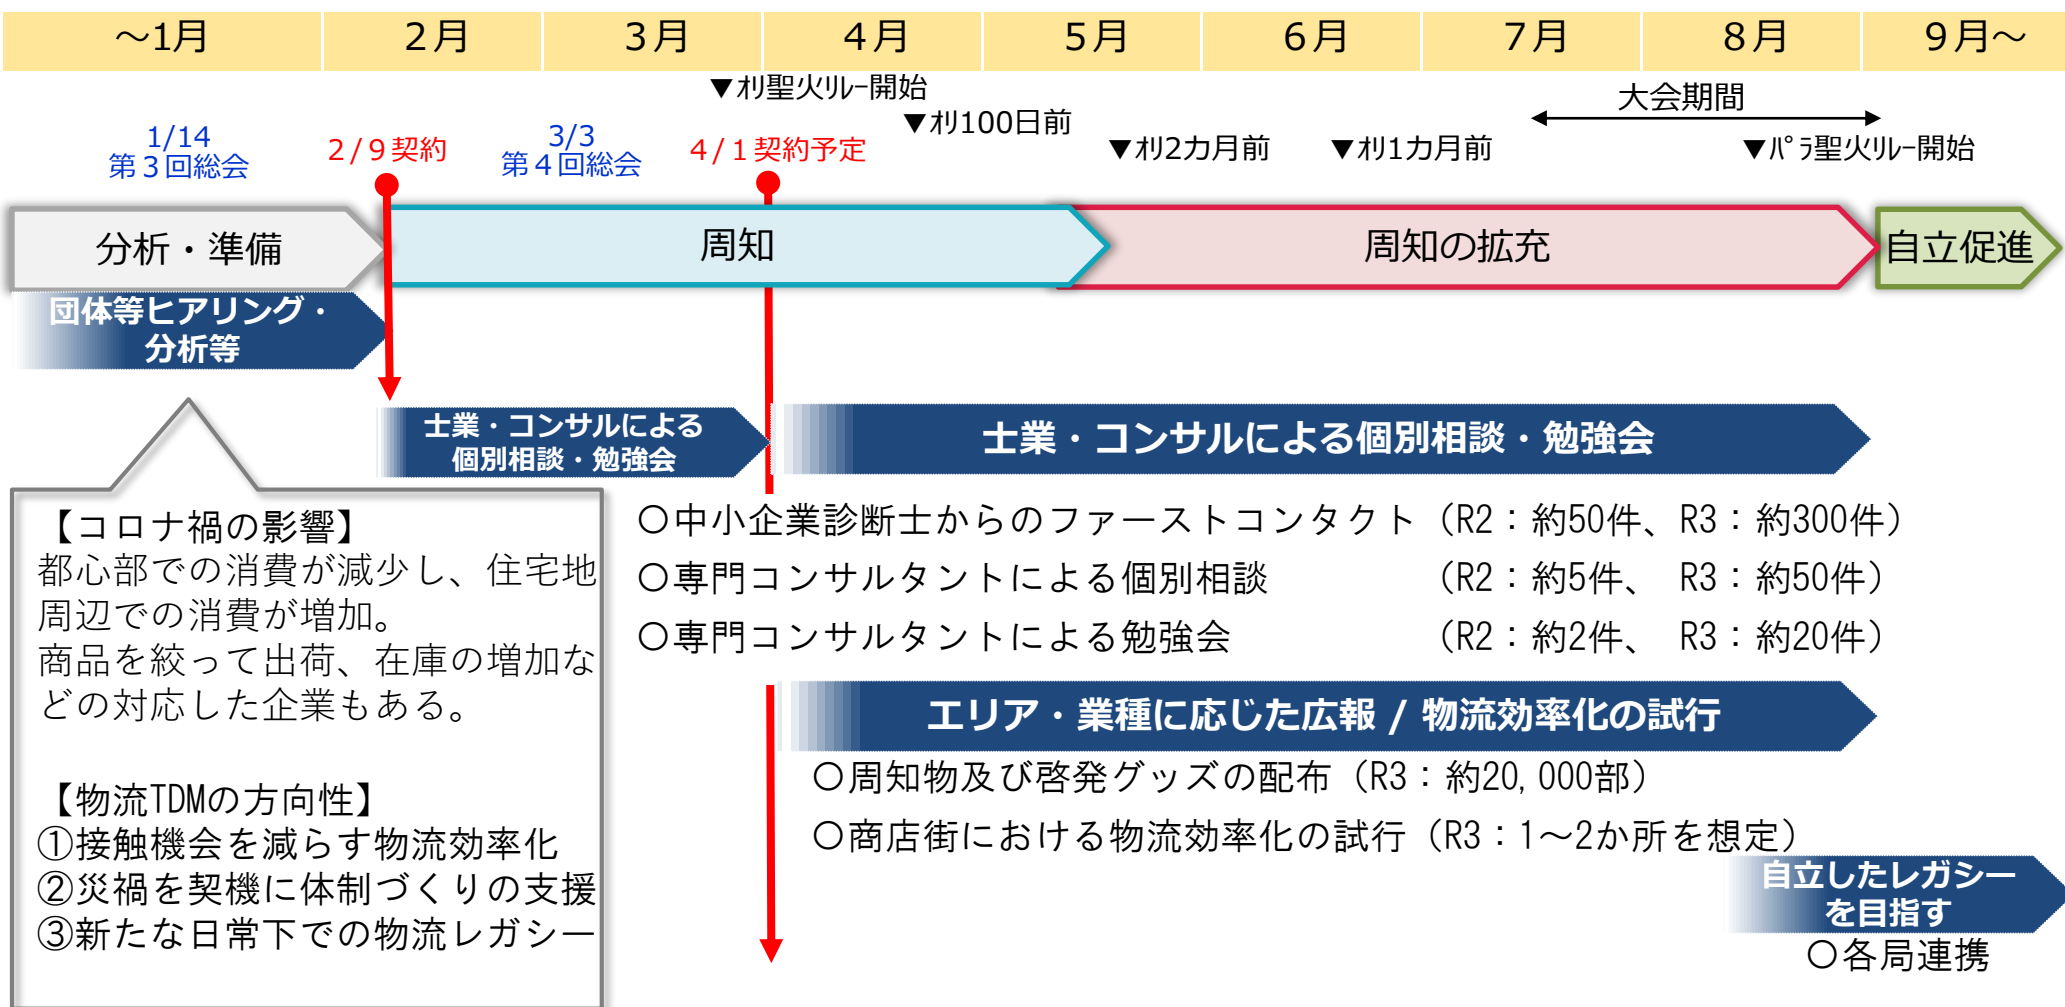 ～1月
2月
3月
4月
5月
6月
7月
8月
9月～
▼ｵﾘ聖火ﾘﾚｰ開始
▼ｵﾘ100日前
大会期間
1/14
第３回総会
2/9契約
3/3
第４回総会
4/1契約予定
▼ｵﾘ2カ月前
▼ｵﾘ1カ月前
▼ﾊﾟﾗ聖火ﾘﾚｰ開始
分析・準備
周知
周知の拡充
自立促進
団体等ヒアリング・
分析等
士業・コンサルによる
個別相談・勉強会
士業・コンサルによる個別相談・勉強会
【コロナ禍の影響】
都心部での消費が減少し、住宅地
周辺での消費が増加。
商品を絞って出荷、在庫の増加な
どの対応した企業もある。
【物流TDMの方向性】
①接触機会を減らす物流効率化
②災禍を契機に体制づくりの支援
③新たな日常下での物流レガシー
〇中小企業診断士からのファーストコンタクト（R2：約50件、R3：約300件）
〇専門コンサルタントによる個別相談（R2：約5件、 R3：約50件）
〇専門コンサルタントによる勉強会（R2：約2件、 R3：約20件）
エリア・業種に応じた広報 / 物流効率化の試行
〇周知物及び啓発グッズの配布（R3：約20,000部）
〇商店街における物流効率化の試行（R3：1～2か所を想定）
自立したレガシー
を目指す
〇各局連携